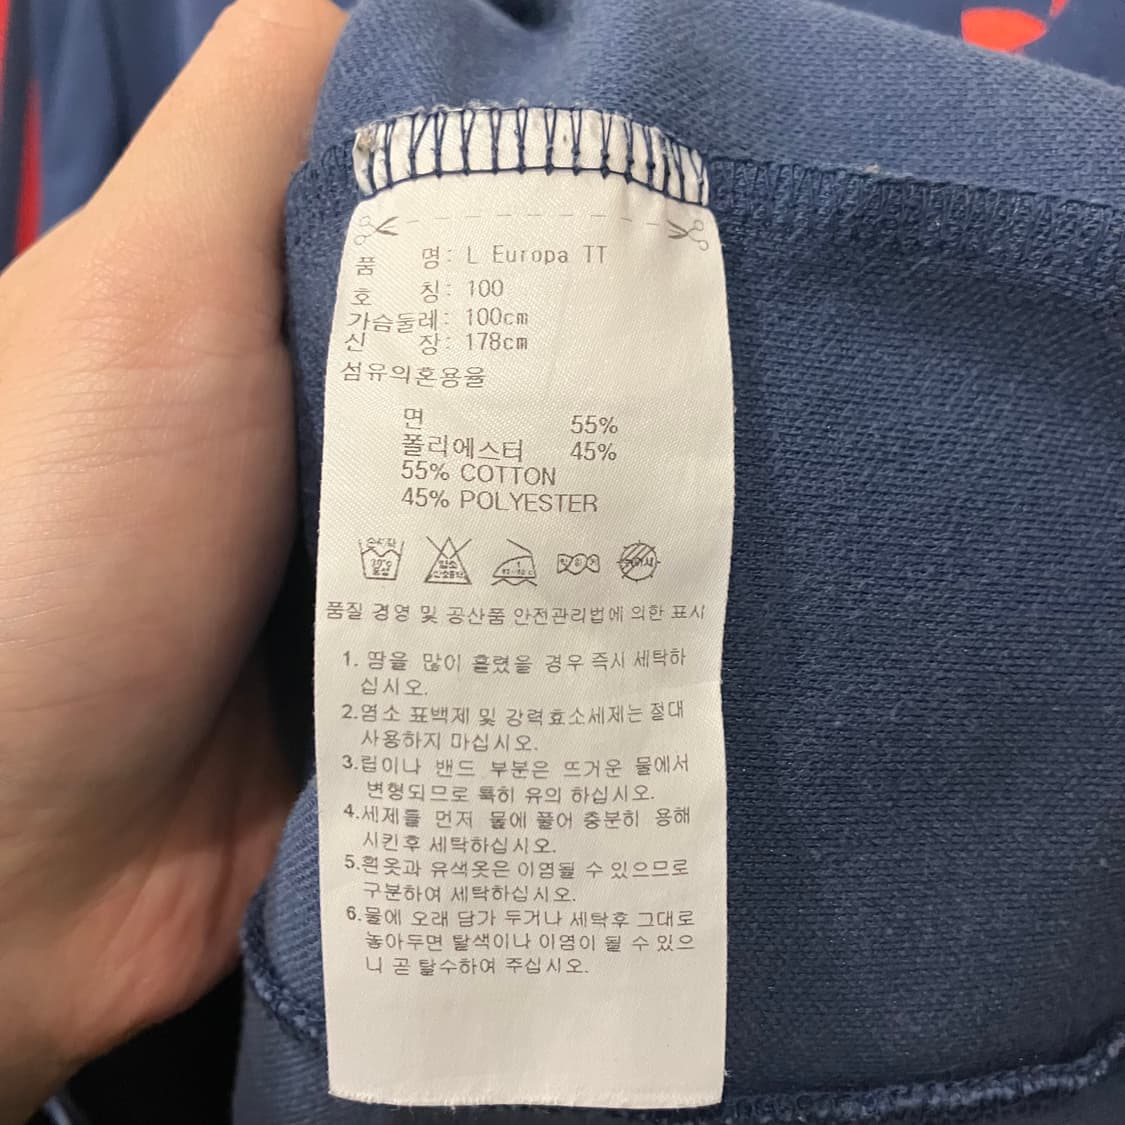 품 명: L Europa TT
호 칭: 100
가슴둘레: 100cm
신 장: 178cm
섬유의혼용율
면 55%
폴리에스터 45%
55% COTTON
45% POLYESTER
품질 경영 및 공산품 안전관리법에 의한 표시
1. 땀을 많이 흘렸을 경우 즉시 세탁하
십시오.
2.염소 표백제 및 강력효소세제는 절대
사용하지 마십시오.
3.립이나 밴드 부분은 뜨거운 물에서
변형되므로 특히 유의 하십시오.
4.세제를 먼저 물에 풀어 충분히 용해
시킨후 세탁하십시오.
5.흰옷과 유색옷은 이염될 수 있으므로
구분하여 세탁하십시오.
6.물에 오래 담가 두거나 세탁후 그대로
놓아두면 탈색이나 이염이 될 수 있으
니 곧 탈수하여 주십시오.